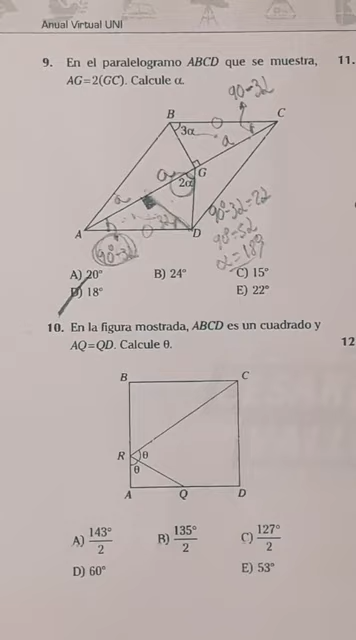 Anual Virtual UNI
9. En el paralelogramo ABCD que se muestra,
AG=2(GC). Calcule α.
11.
90-3α
B
C
3α
a
G
a
2α
a
A
D
90-3α=2α
90=5α
α=18°
90-3α
A) 20°
B) 24°
C) 15°
D) 18°
E) 22°
10. En la figura mostrada, ABCD es un cuadrado y
AQ=QD. Calcule θ.
12
B
C
R
θ
θ
A
Q
D
A) 143°/2
B) 135°/2
C) 127°/2
D) 60°
E) 53°